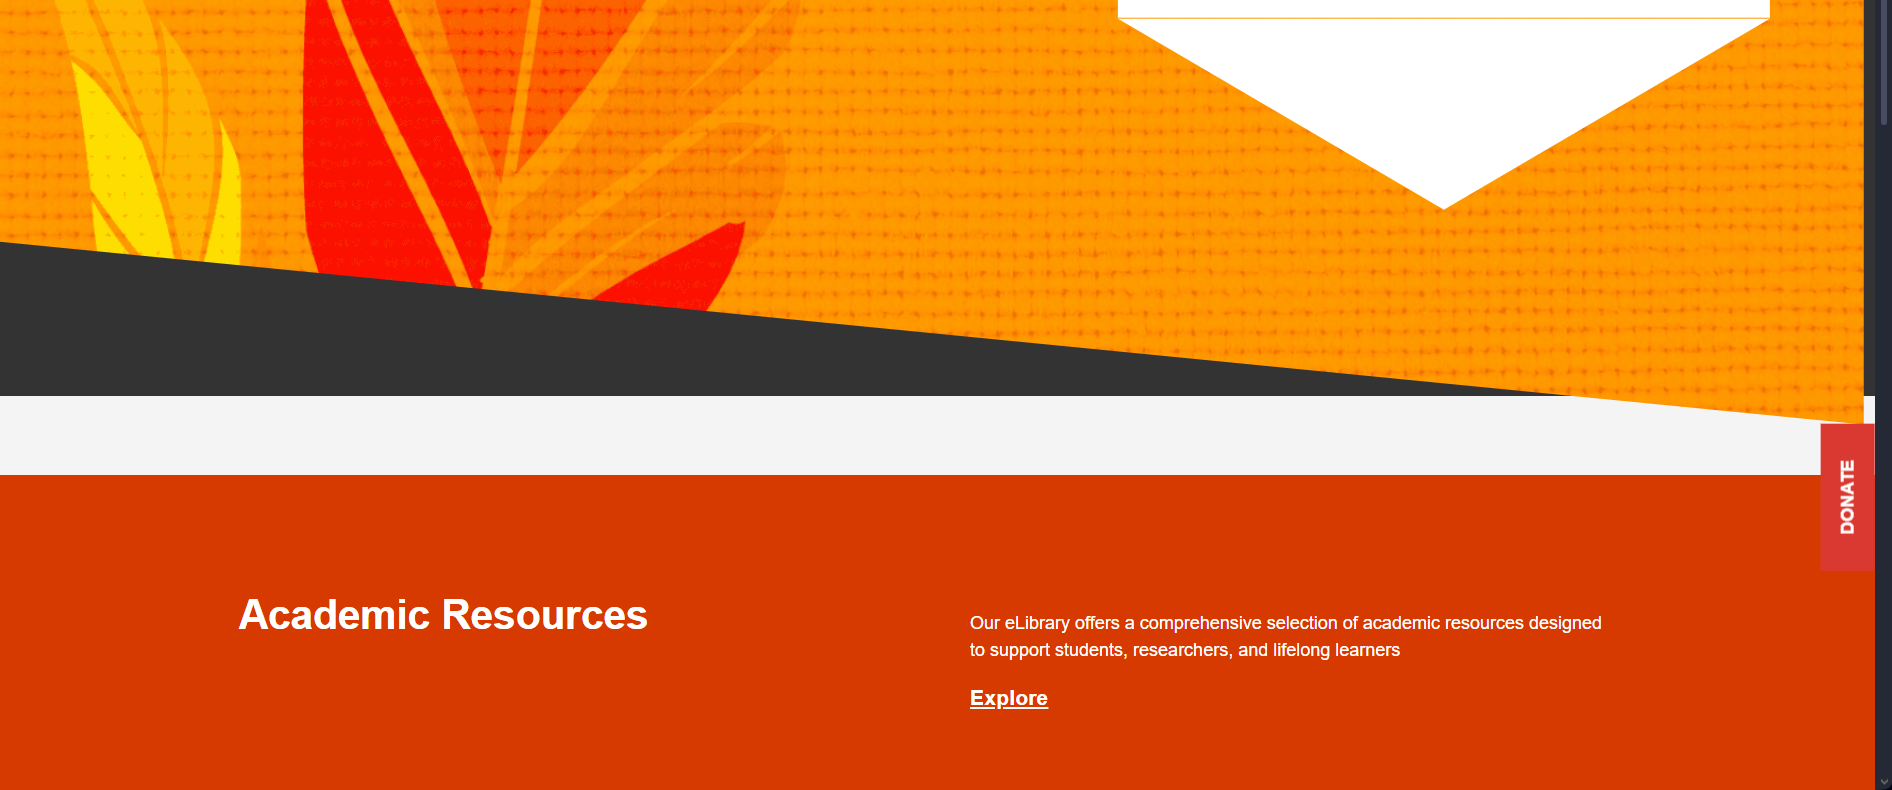 DONATE
Academic Resources
Our eLibrary offers a comprehensive selection of academic resources designed
to support students, researchers, and lifelong learners
Explore